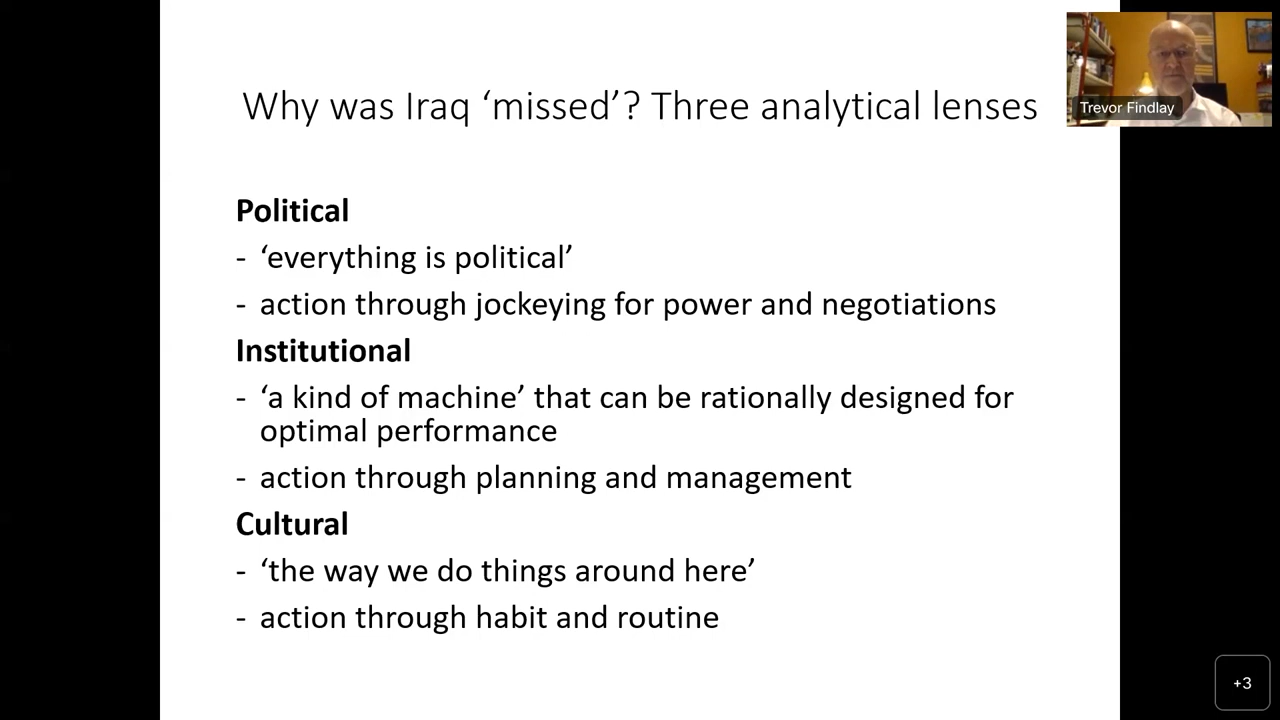 Why was Iraq ‘missed’? Three analytical lenses
Trevor Findlay
Political
- ‘everything is political’
- action through jockeying for power and negotiations
Institutional
- ‘a kind of machine’ that can be rationally designed for
optimal performance
- action through planning and management
Cultural
- ‘the way we do things around here’
- action through habit and routine
+3